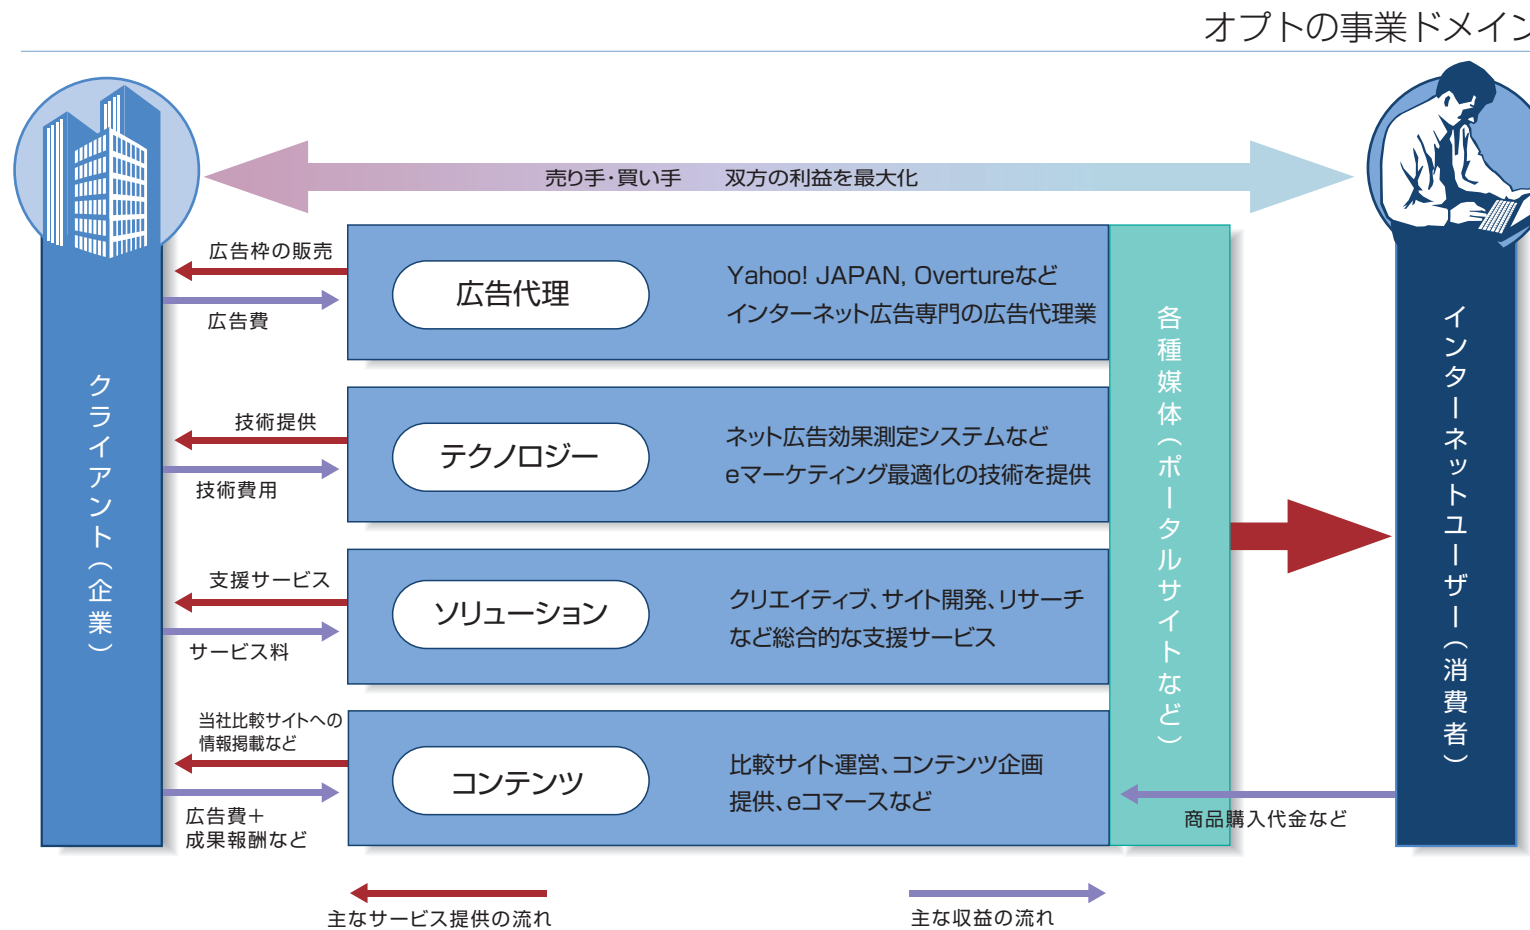 オプトの事業ドメイン
売り手・買い手　双方の利益を最大化
クライアント（企業）
広告枠の販売
広告費
広告代理
Yahoo! JAPAN, Overtureなど
インターネット広告専門の広告代理業
技術提供
技術費用
テクノロジー
ネット広告効果測定システムなど
eマーケティング最適化の技術を提供
支援サービス
サービス料
ソリューション
クリエイティブ、サイト開発、リサーチ
など総合的な支援サービス
当社比較サイトへの
情報掲載など
広告費＋
成果報酬など
コンテンツ
比較サイト運営、コンテンツ企画
提供、eコマースなど
各種媒体（ポータルサイトなど）
インターネットユーザー（消費者）
商品購入代金など
主なサービス提供の流れ
主な収益の流れ